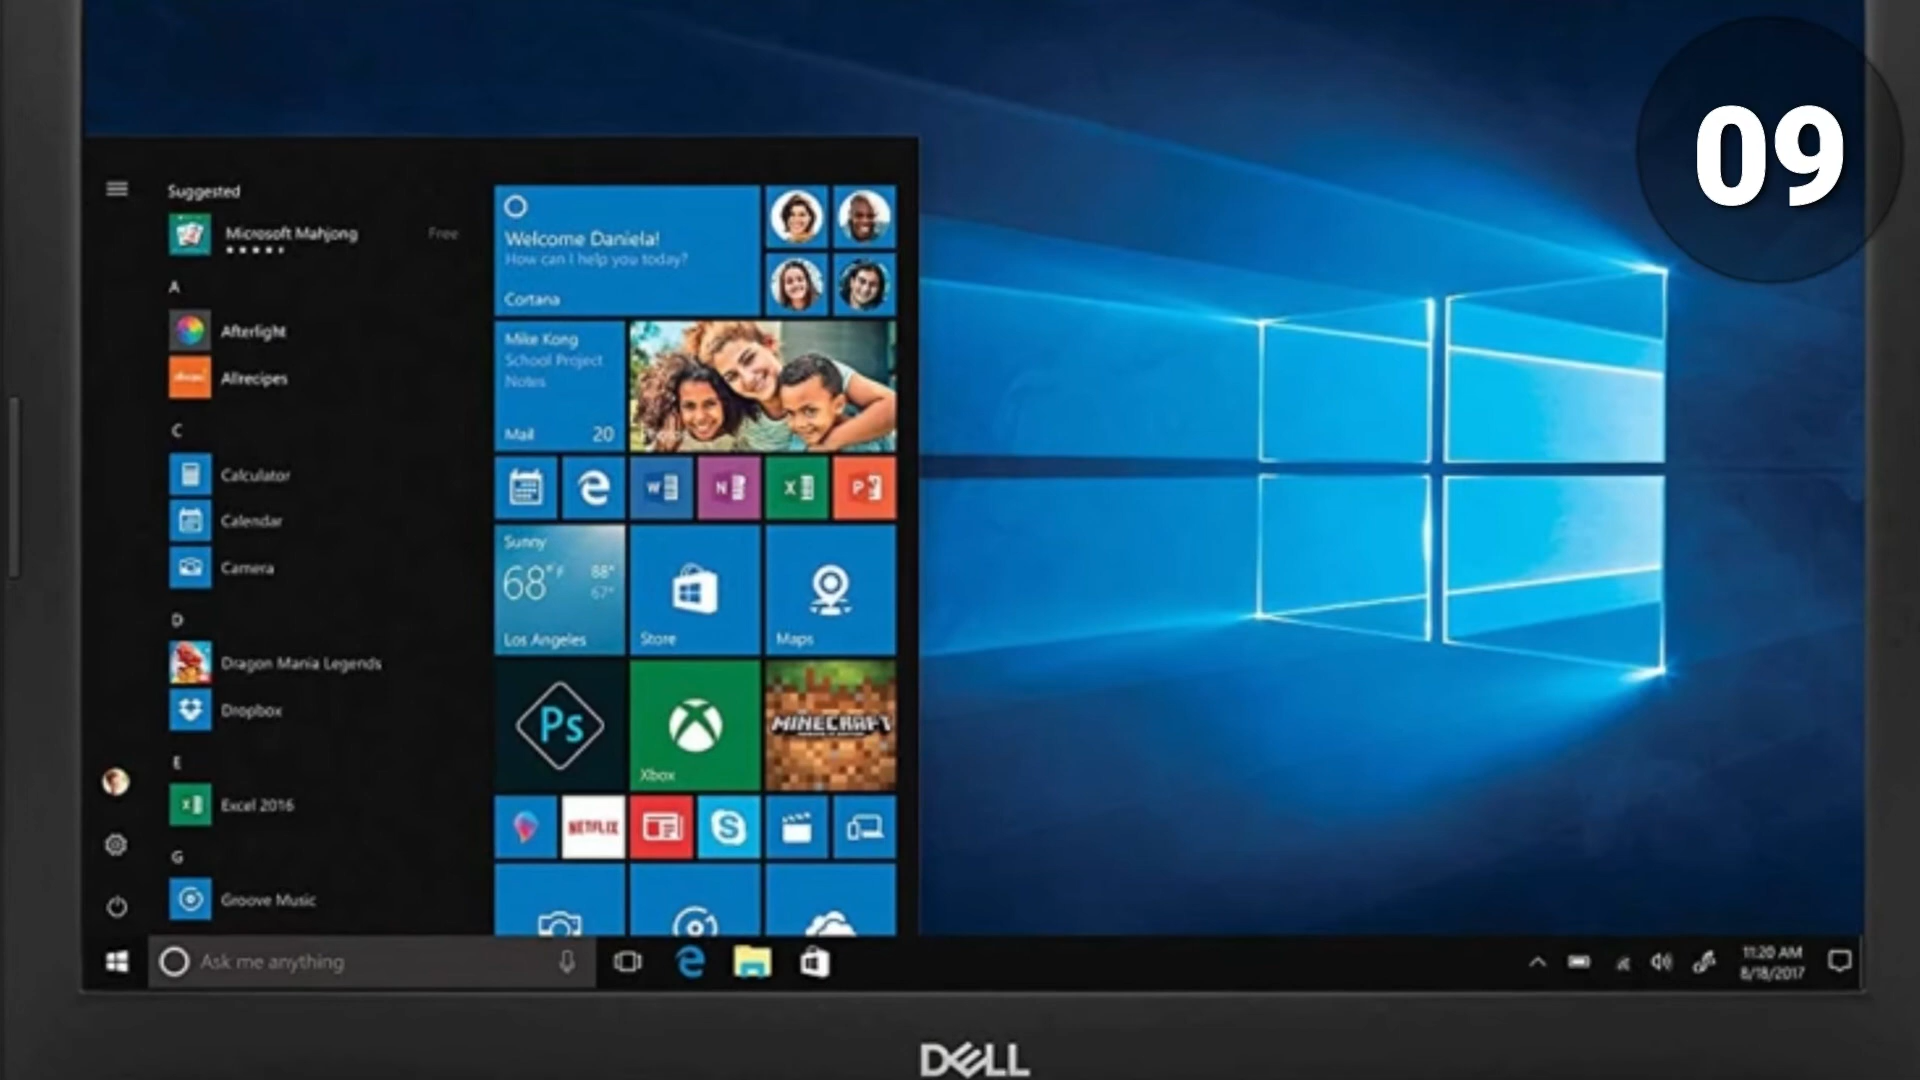 09
Suggested
Microsoft Mahjong Free
A
Afterlight
Allrecipes
C
Calculator
Calendar
Camera
D
Dragon Mania Legends
Dropbox
E
Excel 2016
G
Groove Music
Welcome Daniela!
How can I help you today?
Cortana
Mike Kong
School Project
Notes
Mail 20
W
N
X
P
Sunny
68°F 88°
67°
Los Angeles
Store
Maps
Ps
Xbox
MINECRAFT
NETFLIX
S
Ask me anything
11:20 AM
8/18/2017
DELL